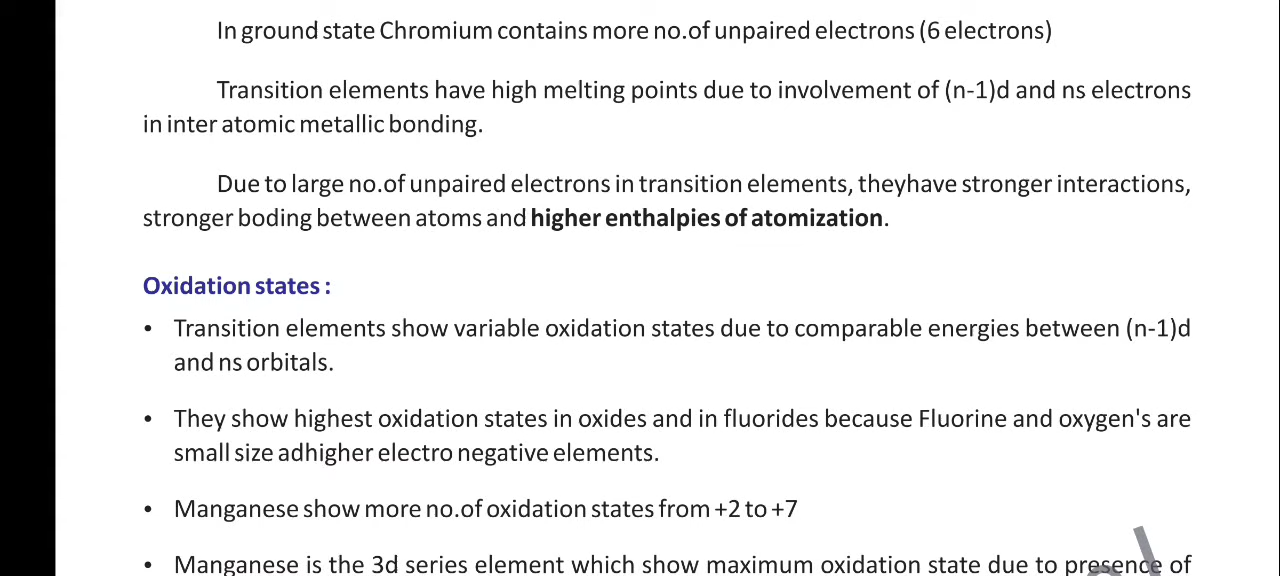 In ground state Chromium contains more no.of unpaired electrons (6 electrons)
Transition elements have high melting points due to involvement of (n-1)d and ns electrons
in inter atomic metallic bonding.
Due to large no.of unpaired electrons in transition elements, theyhave stronger interactions,
stronger boding between atoms and higher enthalpies of atomization.
Oxidation states :
• Transition elements show variable oxidation states due to comparable energies between (n-1)d
and ns orbitals.
• They show highest oxidation states in oxides and in fluorides because Fluorine and oxygen's are
small size adhigher electro negative elements.
• Manganese show more no.of oxidation states from +2 to +7
• Manganese is the 3d series element which show maximum oxidation state due to presence of